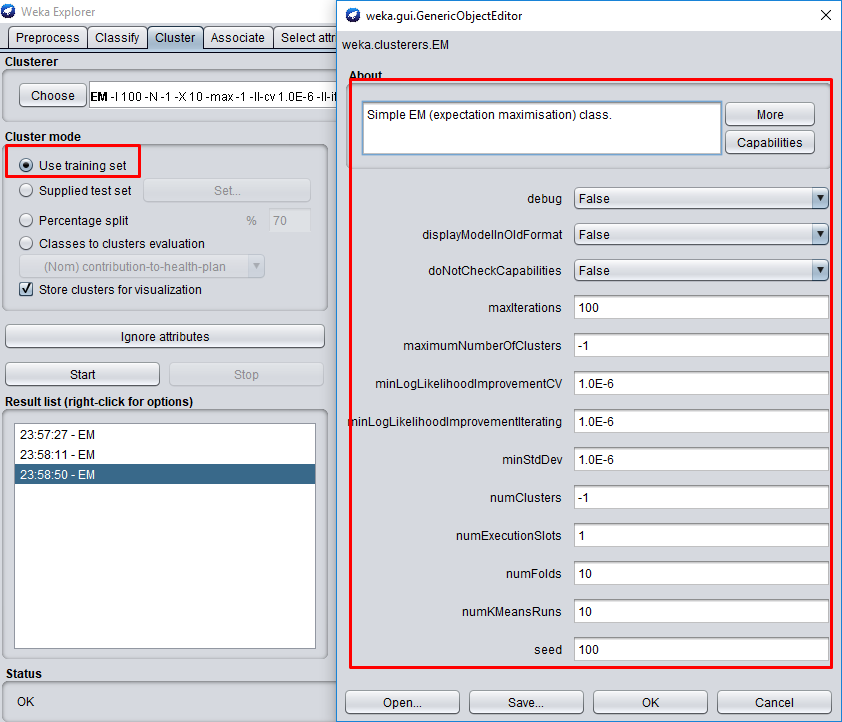 Weka Explorer
Preprocess Classify Cluster Associate Select attr
Clusterer
Choose EM -I 100 -N -1 -X 10 -max -1 -ll-cv 1.0E-6 -ll-it
Cluster mode
Use training set
Supplied test set Set...
Percentage split % 70
Classes to clusters evaluation
(Nom) contribution-to-health-plan
Store clusters for visualization
Ignore attributes
Start Stop
Result list (right-click for options)
23:57:27 - EM
23:58:11 - EM
23:58:50 - EM
Status
OK
weka.gui.GenericObjectEditor
weka.clusterers.EM
About
Simple EM (expectation maximisation) class.
More
Capabilities
debug False
displayModelInOldFormat False
doNotCheckCapabilities False
maxIterations 100
maximumNumberOfClusters -1
minLogLikelihoodImprovementCV 1.0E-6
minLogLikelihoodImprovementIterating 1.0E-6
minStdDev 1.0E-6
numClusters -1
numExecutionSlots 1
numFolds 10
numKMeansRuns 10
seed 100
Open... Save... OK Cancel